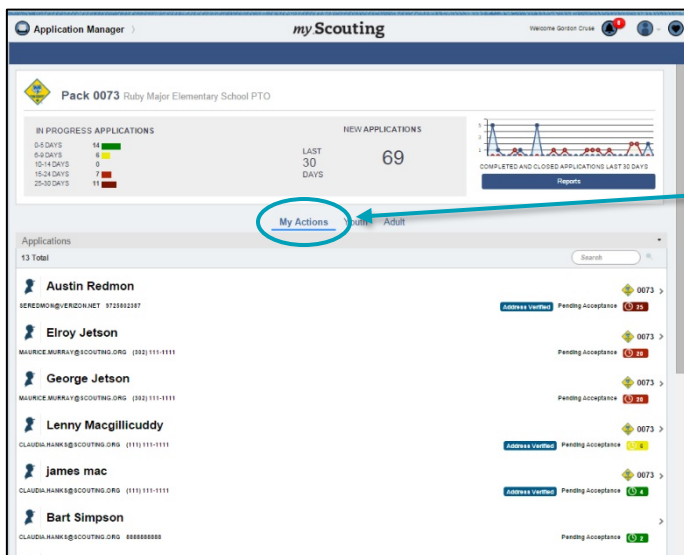 Application Manager
my.Scouting
Welcome Gordon Cruse
Pack 0073 Ruby Major Elementary School PTO
IN PROGRESS APPLICATIONS
0-5 DAYS 14
6-9 DAYS 6
10-14 DAYS 0
15-24 DAYS 7
25-30 DAYS 11
NEW APPLICATIONS
LAST
30
DAYS
69
COMPLETED AND CLOSED APPLICATIONS LAST 30 DAYS
Reports
My Actions Youth Adult
Applications
13 Total
Search
Austin Redmon
0073
SEREDMON@VERIZON.NET 9725802387
Address Verified Pending Acceptance 25
Elroy Jetson
0073
MAURICE.MURRAY@SCOUTING.ORG (302) 111-1111
Pending Acceptance 20
George Jetson
0073
MAURICE.MURRAY@SCOUTING.ORG (302) 111-1111
Pending Acceptance 20
Lenny Macgillicuddy
0073
CLAUDIA.HANKS@SCOUTING.ORG (111) 111-1111
Address Verified Pending Acceptance
james mac
0073
CLAUDIA.HANKS@SCOUTING.ORG (111) 111-1111
Address Verified Pending Acceptance 4
Bart Simpson
CLAUDIA.HANKS@SCOUTING.ORG 8888888888
Pending Acceptance 2